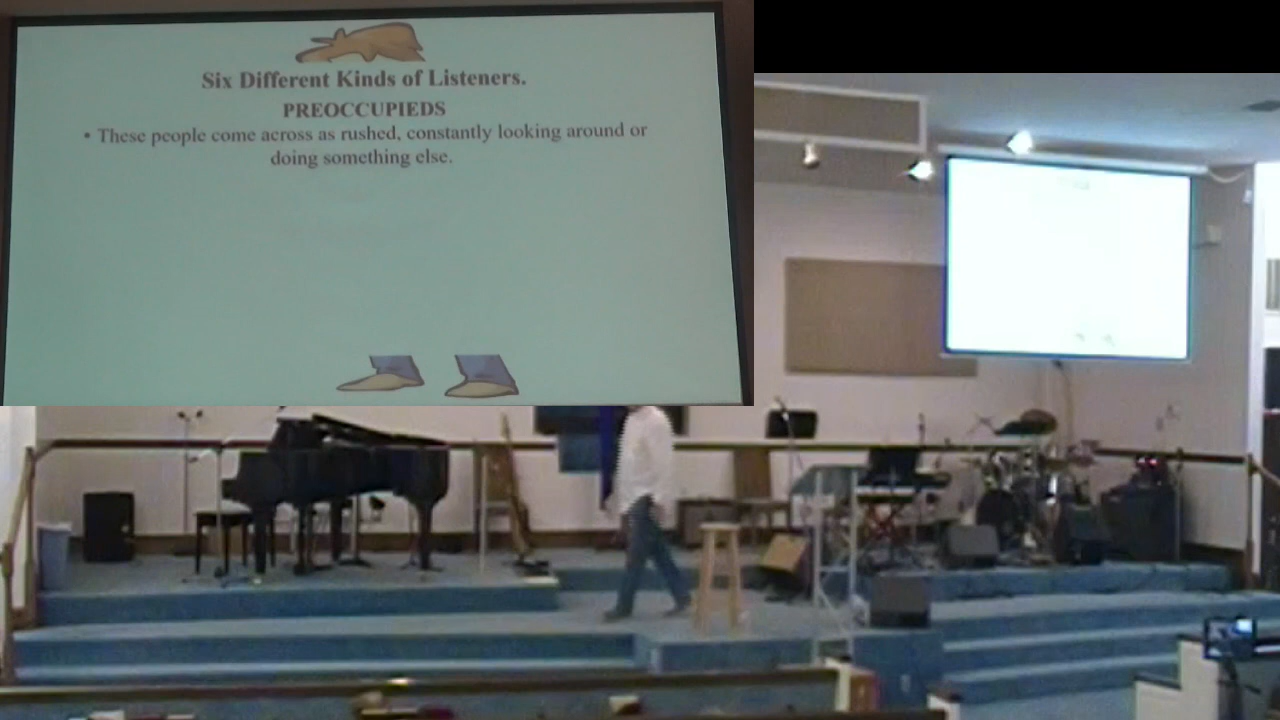 Six Different Kinds of Listeners.
PREOCCUPIEDS
• These people come across as rushed, constantly looking around or
doing something else.